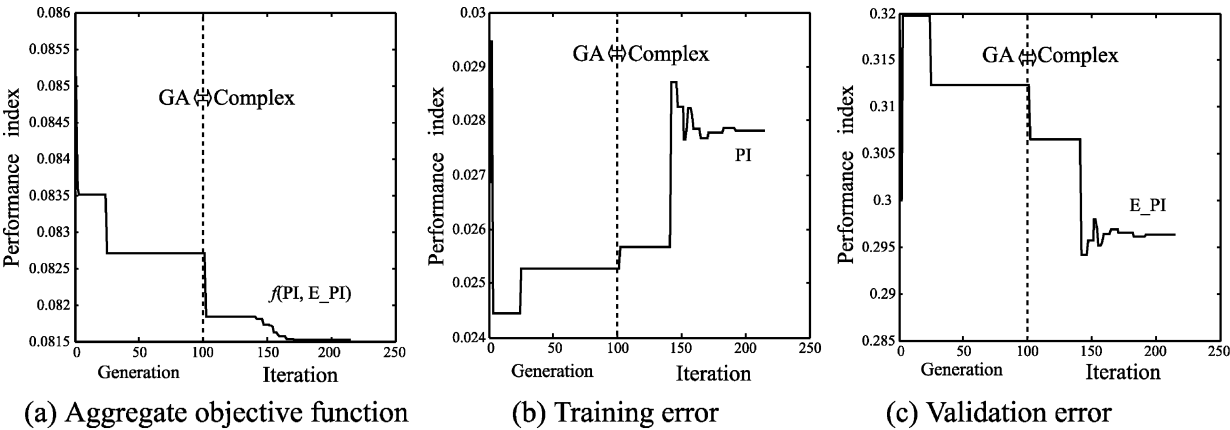 0.086
0.0855
0.085
0.0845
0.084
0.0835
0.083
0.0825
0.082
0.0815
Performance index
GA Complex
f(PI, E_PI)
0 50 100 150 200 250
Generation Iteration
(a) Aggregate objective function
0.03
0.029
0.028
0.027
0.026
0.025
0.024
Performance index
GA Complex
PI
0 50 100 150 200 250
Generation Iteration
(b) Training error
0.32
0.315
0.31
0.305
0.3
0.295
0.29
0.285
Performance index
GA Complex
E_PI
0 50 100 150 200 250
Generation Iteration
(c) Validation error